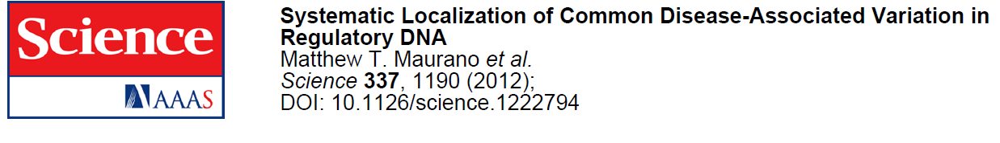 Science
AAAS
Systematic Localization of Common Disease-Associated Variation in
Regulatory DNA
Matthew T. Maurano et al.
Science 337, 1190 (2012);
DOI: 10.1126/science.1222794